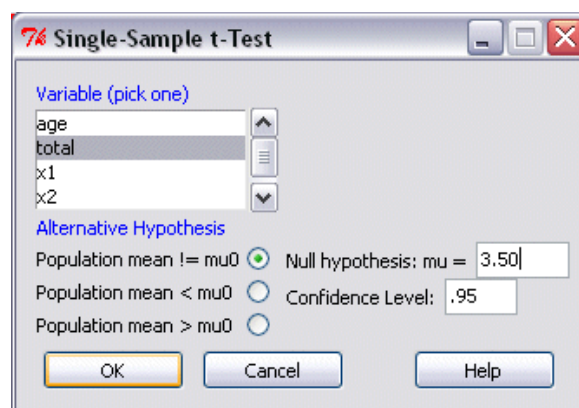 Single-Sample t-Test
Variable (pick one)
age
total
x1
x2
Alternative Hypothesis
Population mean != mu0 Null hypothesis: mu = 3.50
Population mean < mu0 Confidence Level: .95
Population mean > mu0
OK Cancel Help